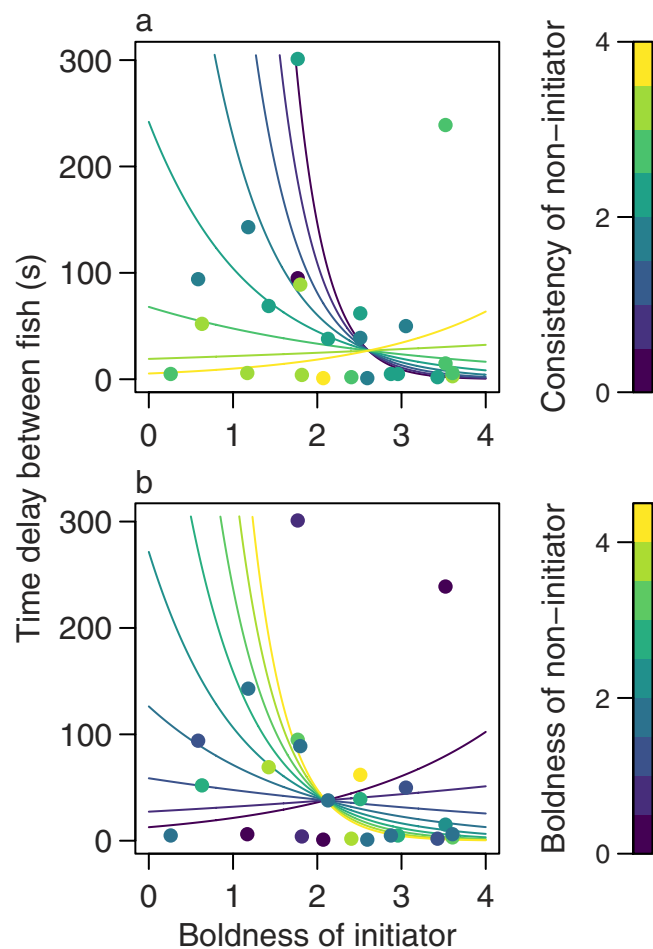 a
300
200
100
0
0 1 2 3 4
4
2
0
Consistency of non−initiator
b
300
200
100
0
0 1 2 3 4
4
2
0
Boldness of non−initiator
Time delay between fish (s)
Boldness of initiator